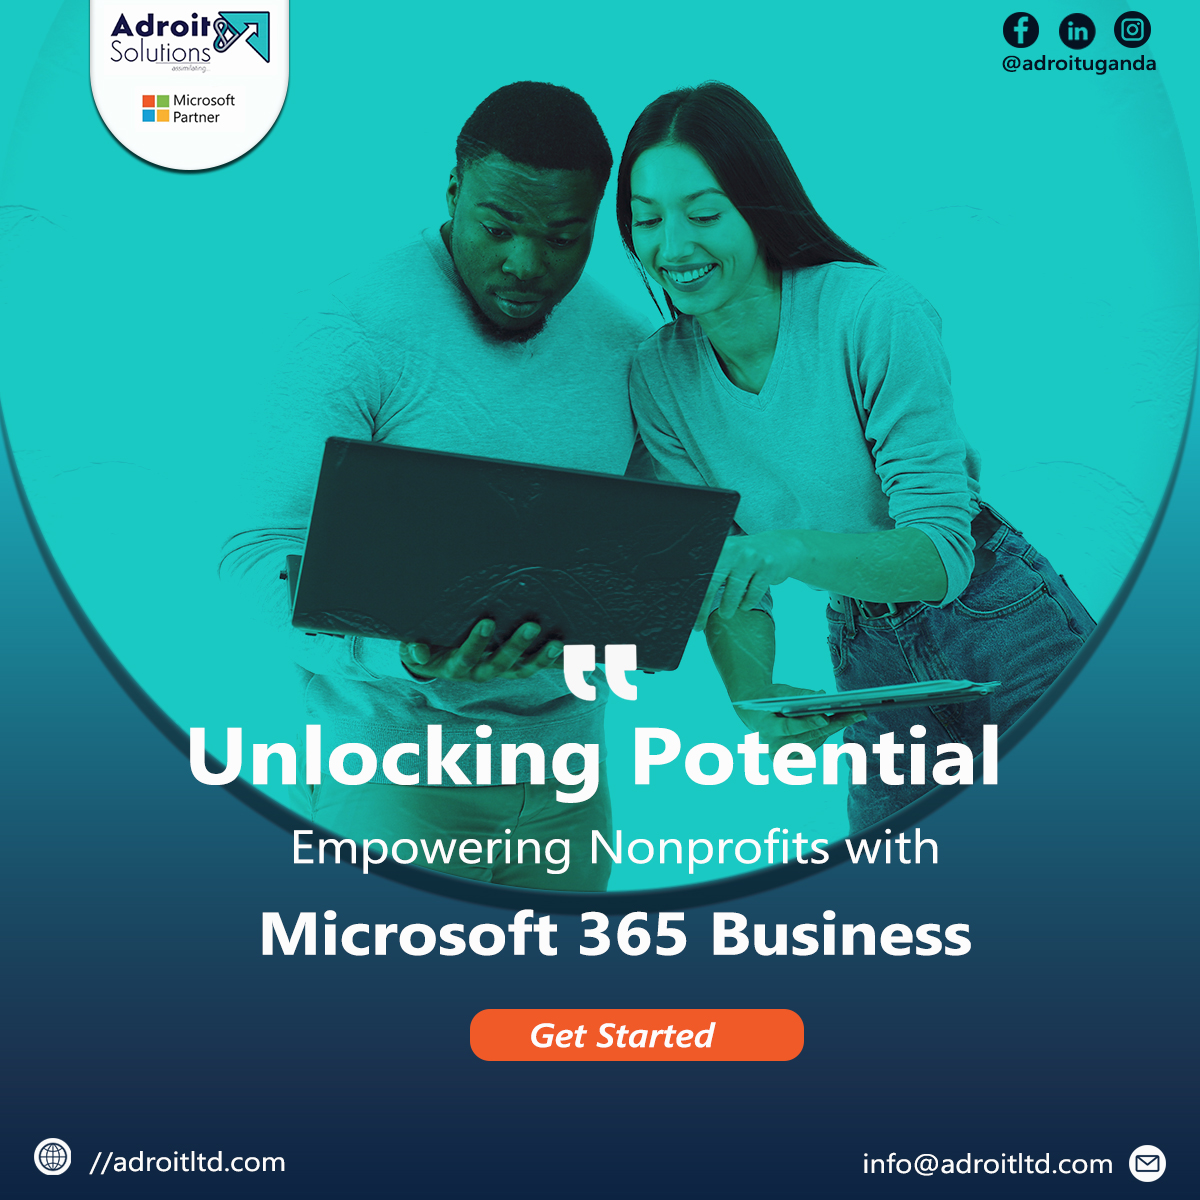 Adroit
Solutions
assimilating...
Microsoft
Partner
@adroituganda
Unlocking Potential
Empowering Nonprofits with
Microsoft 365 Business
Get Started
//adroitltd.com
info@adroitltd.com